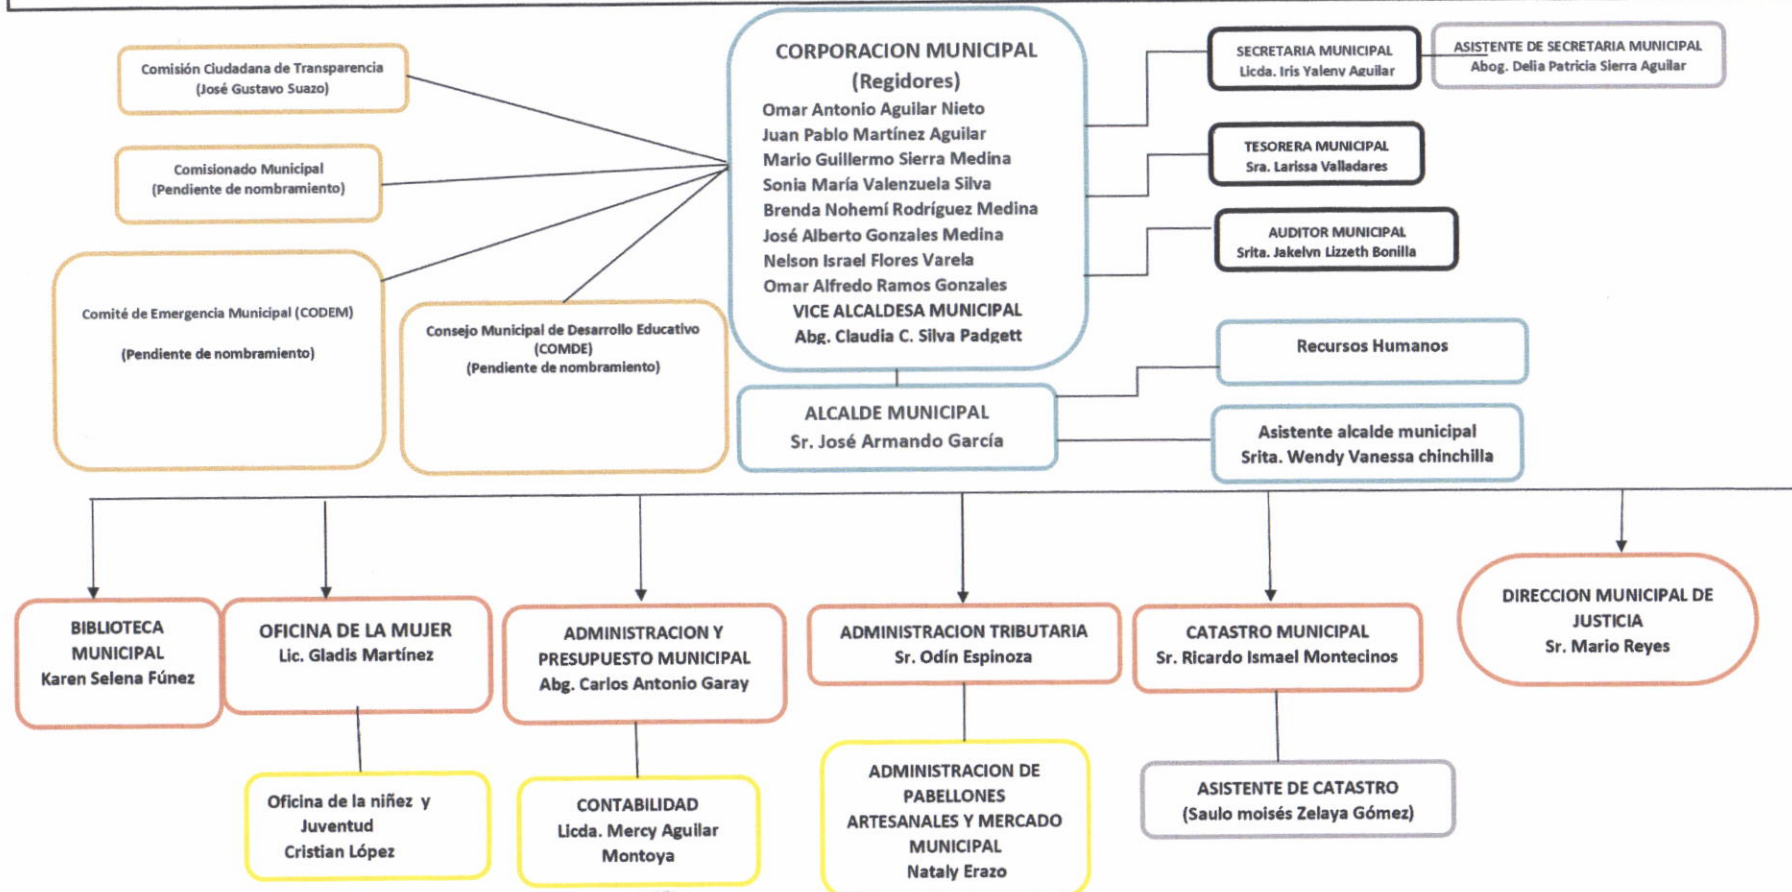 Comisión Ciudadana de Transparencia
(José Gustavo Suazo)
Comisionado Municipal
(Pendiente de nombramiento)
Comité de Emergencia Municipal (CODEM)
(Pendiente de nombramiento)
Consejo Municipal de Desarrollo Educativo
(COMDE)
(Pendiente de nombramiento)
CORPORACION MUNICIPAL
(Regidores)
Omar Antonio Aguilar Nieto
Juan Pablo Martínez Aguilar
Mario Guillermo Sierra Medina
Sonia María Valenzuela Silva
Brenda Nohemí Rodríguez Medina
José Alberto Gonzales Medina
Nelson Israel Flores Varela
Omar Alfredo Ramos Gonzales
VICE ALCALDESA MUNICIPAL
Abg. Claudia C. Silva Padgett
SECRETARIA MUNICIPAL
Licda. Iris Yaleny Aguilar
ASISTENTE DE SECRETARIA MUNICIPAL
Abog. Delia Patricia Sierra Aguilar
TESORERA MUNICIPAL
Sra. Larissa Valladares
AUDITOR MUNICIPAL
Srita. Jakelyn Lizzeth Bonilla
ALCALDE MUNICIPAL
Sr. José Armando García
Recursos Humanos
Asistente alcalde municipal
Srita. Wendy Vanessa chinchilla
BIBLIOTECA
MUNICIPAL
Karen Selena Fúnez
OFICINA DE LA MUJER
Lic. Gladis Martínez
ADMINISTRACION Y
PRESUPUESTO MUNICIPAL
Abg. Carlos Antonio Garay
ADMINISTRACION TRIBUTARIA
Sr. Odín Espinoza
CATASTRO MUNICIPAL
Sr. Ricardo Ismael Montecinos
DIRECCION MUNICIPAL DE
JUSTICIA
Sr. Mario Reyes
Oficina de la niñez y
Juventud
Cristian López
CONTABILIDAD
Licda. Mercy Aguilar
Montoya
ADMINISTRACION DE
PABELLONES
ARTESANALES Y MERCADO
MUNICIPAL
Nataly Erazo
ASISTENTE DE CATASTRO
(Saulo moisés Zelaya Gómez)